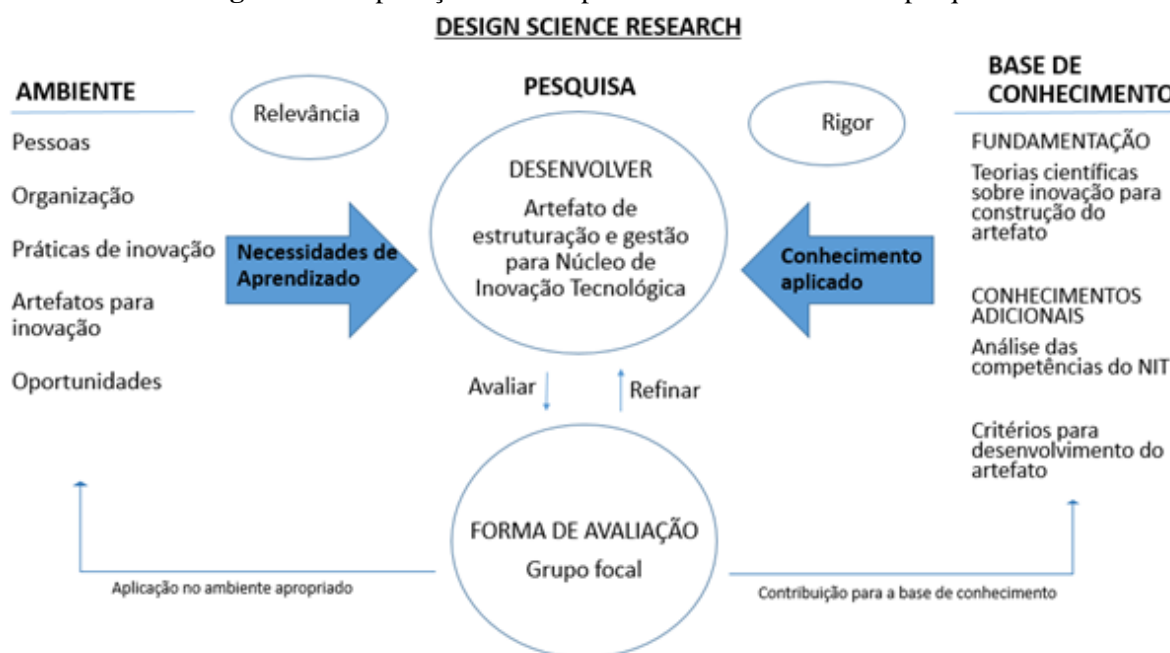 DESIGN SCIENCE RESEARCH
AMBIENTE
Pessoas
Organização
Práticas de inovação
Artefatos para
inovação
Oportunidades
Relevância
Necessidades de
Aprendizado
PESQUISA
DESENVOLVER
Artefato de
estruturação e gestão
para Núcleo de
Inovação Tecnológica
Avaliar
Refinar
FORMA DE AVALIAÇÃO
Grupo focal
Rigor
Conhecimento
aplicado
BASE DE
CONHECIMENTO
FUNDAMENTAÇÃO
Teorias científicas
sobre inovação para
construção do
artefato
CONHECIMENTOS
ADICIONAIS
Análise das
competências do NIT
Critérios para
desenvolvimento do
artefato
Aplicação no ambiente apropriado
Contribuição para a base de conhecimento